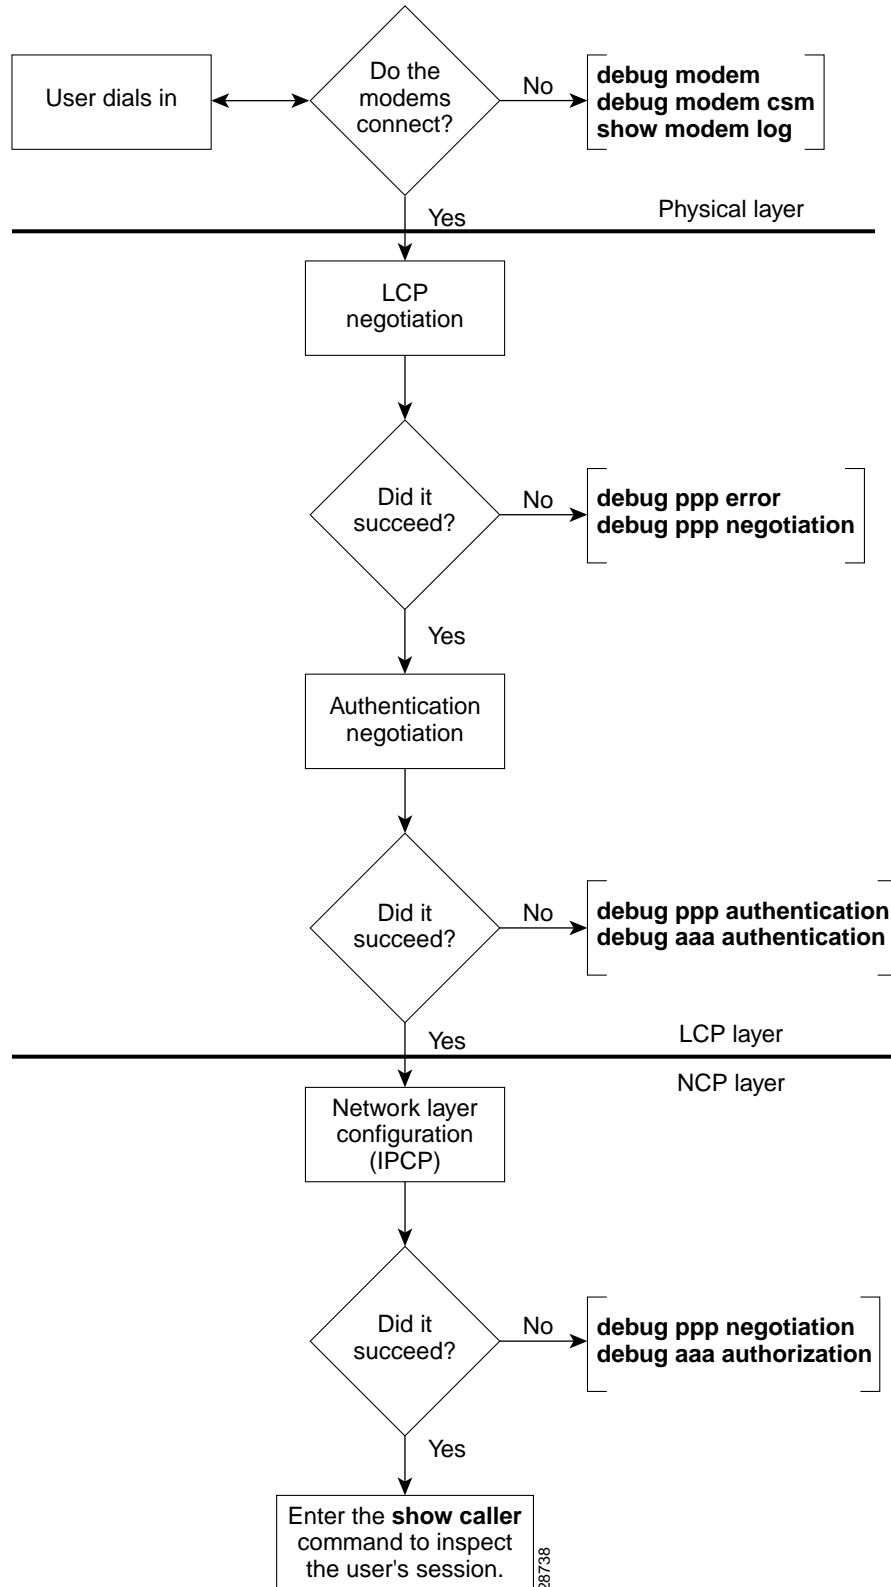 User dials in
Do the
modems
connect?
No
debug modem
debug modem csm
show modem log
Yes
Physical layer
LCP
negotiation
Did it
succeed?
No
debug ppp error
debug ppp negotiation
Yes
Authentication
negotiation
Did it
succeed?
No
debug ppp authentication
debug aaa authentication
Yes
LCP layer
NCP layer
Network layer
configuration
(IPCP)
Did it
succeed?
No
debug ppp negotiation
debug aaa authorization
Yes
Enter the show caller
command to inspect
the user's session.
28738